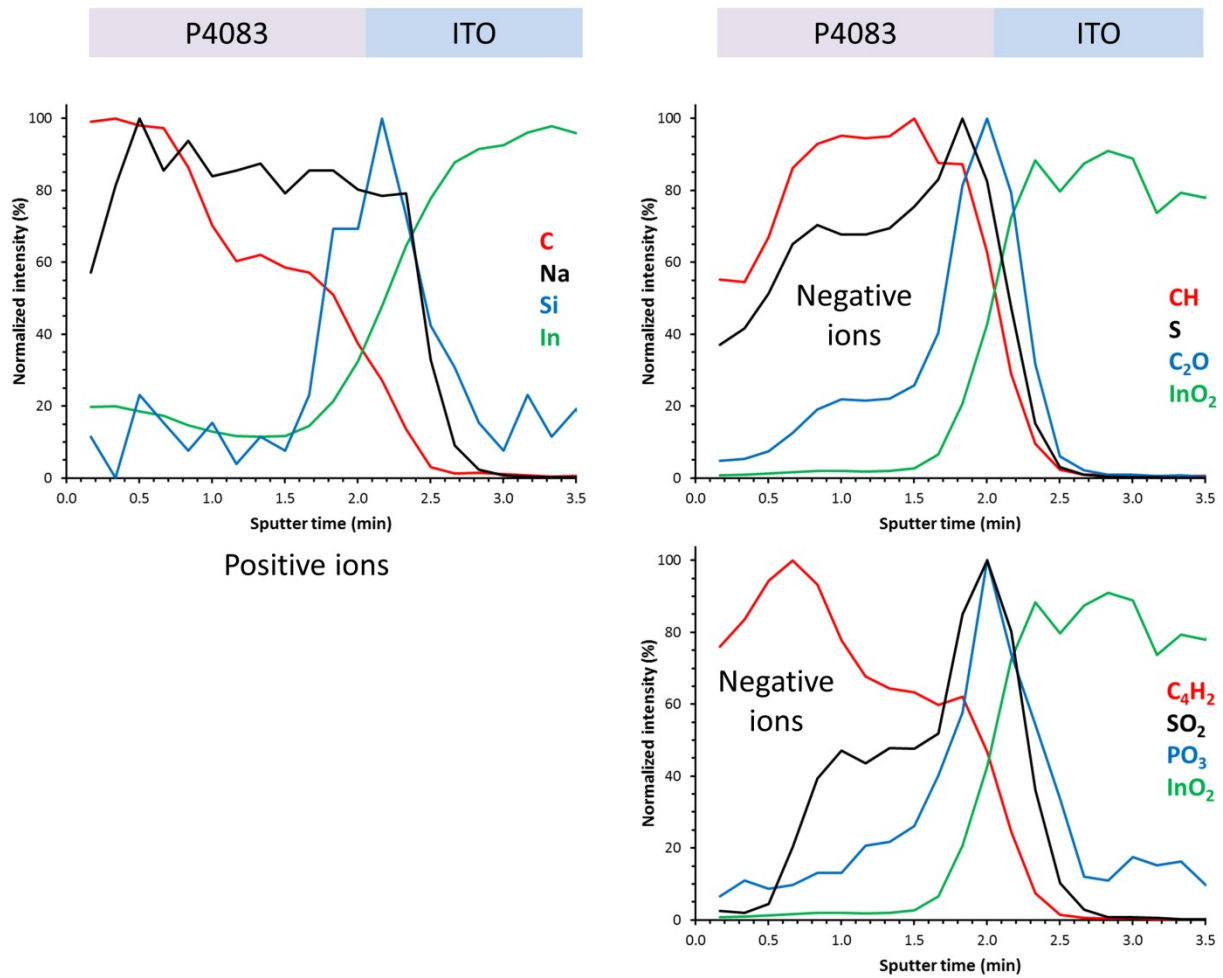 P4083 ITO
P4083 ITO
100
80
60
40
20
0
Normalized intensity (%)
C
Na
Si
In
0.0 0.5 1.0 1.5 2.0 2.5 3.0 3.5
Sputter time (min)
Positive ions
100
80
60
40
20
0
Normalized intensity (%)
Negative
ions
CH
S
C₂O
InO₂
0.0 0.5 1.0 1.5 2.0 2.5 3.0 3.5
Sputter time (min)
100
80
60
40
20
0
Normalized intensity (%)
Negative
ions
C₄H₂
SO₂
PO₃
InO₂
0.0 0.5 1.0 1.5 2.0 2.5 3.0 3.5
Sputter time (min)